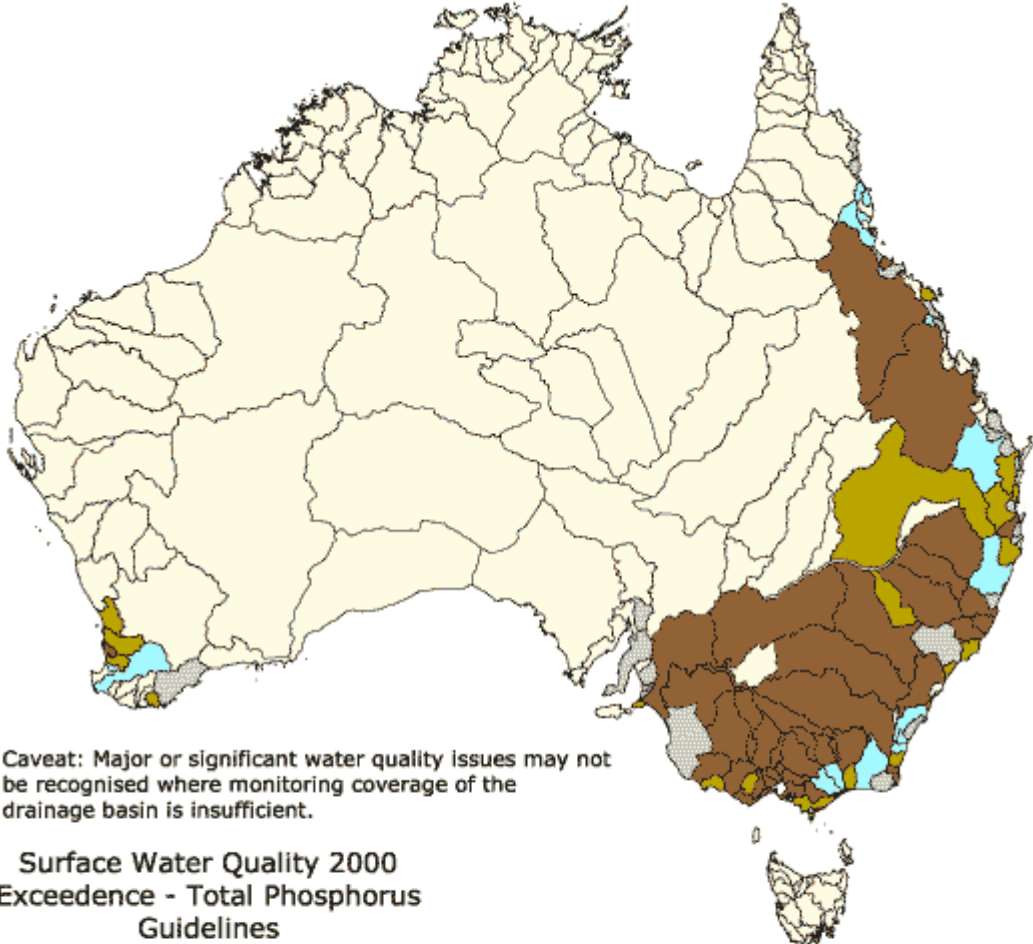 Caveat: Major or significant water quality issues may not
be recognised where monitoring coverage of the
drainage basin is insufficient.
Surface Water Quality 2000
Exceedence - Total Phosphorus
Guidelines